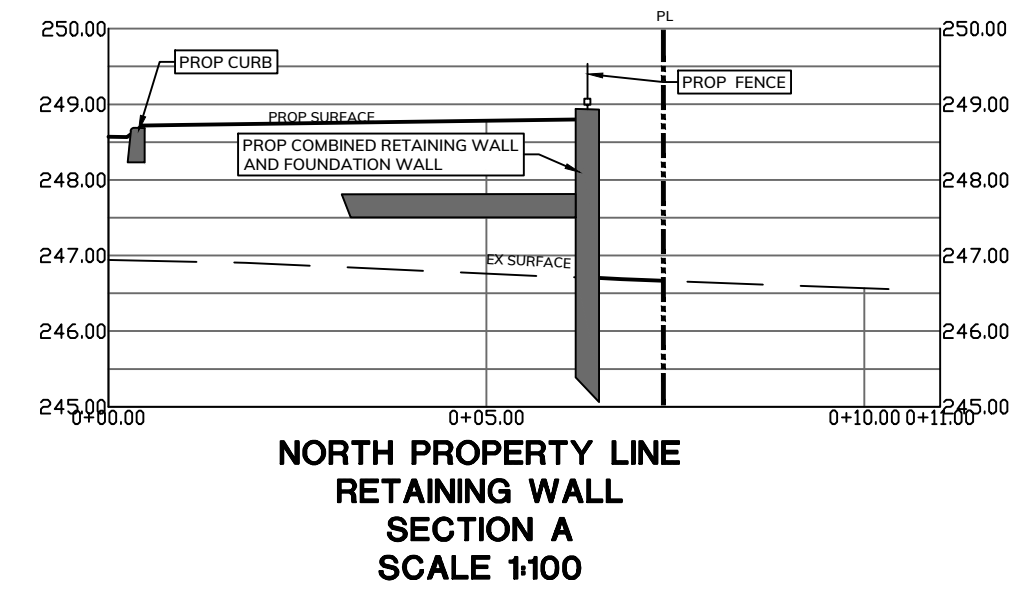 PL
250.00
250.00
PROP CURB
PROP FENCE
249.00
249.00
PROP SURFACE
PROP COMBINED RETAINING WALL
AND FOUNDATION WALL
248.00
248.00
247.00
247.00
EX SURFACE
246.00
246.00
245.00
245.00
0+00.00
0+05.00
0+10.00
0+11.00
NORTH PROPERTY LINE
RETAINING WALL
SECTION A
SCALE 1:100